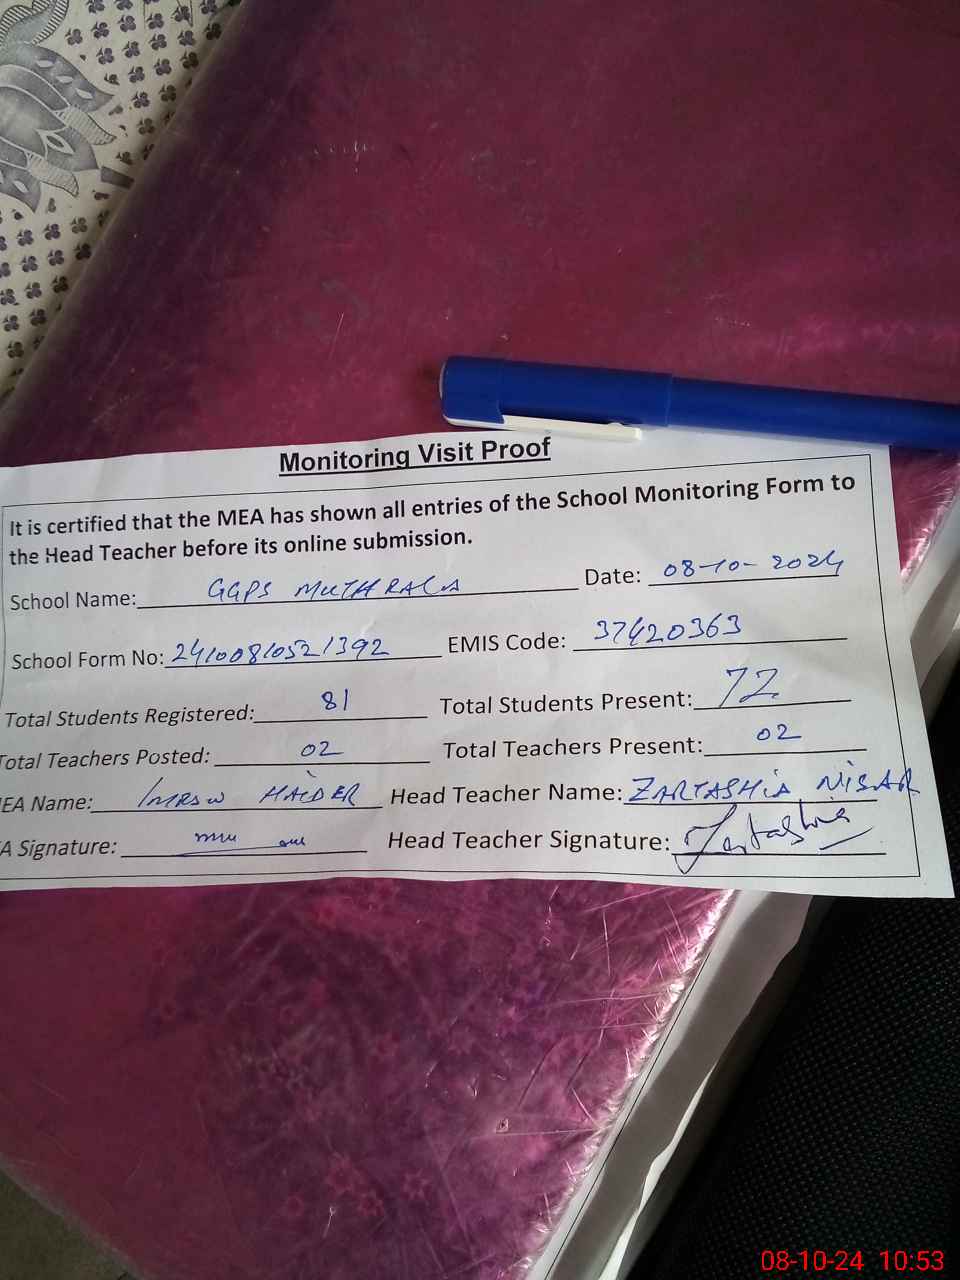 Monitoring Visit Proof
It is certified that the MEA has shown all entries of the School Monitoring Form to
the Head Teacher before its online submission.
School Name: GGPS MUTHRALA Date: 08-10-2024
School Form No: 24100810521392 EMIS Code: 37420363
Total Students Registered: 81 Total Students Present: 72
Total Teachers Posted: 02 Total Teachers Present: 02
EA Name: HAIDER Head Teacher Name: ZARTASHIA NISAR
A Signature: Head Teacher Signature: Zartashia
08-10-24 10:53